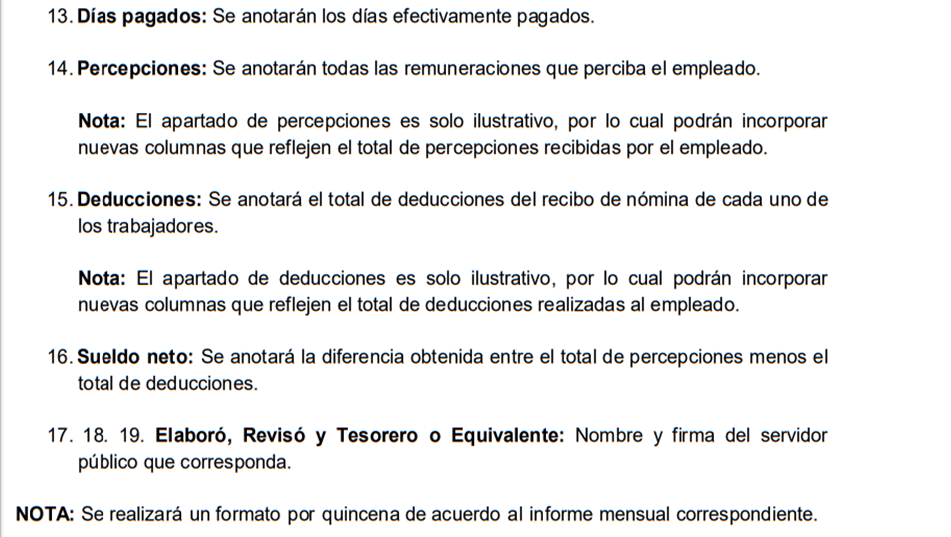 13. Días pagados: Se anotarán los días efectivamente pagados.
14. Percepciones: Se anotarán todas las remuneraciones que perciba el empleado.
Nota: El apartado de percepciones es solo ilustrativo, por lo cual podrán incorporar
nuevas columnas que reflejen el total de percepciones recibidas por el empleado.
15. Deducciones: Se anotará el total de deducciones del recibo de nómina de cada uno de
los trabajadores.
Nota: El apartado de deducciones es solo ilustrativo, por lo cual podrán incorporar
nuevas columnas que reflejen el total de deducciones realizadas al empleado.
16. Sueldo neto: Se anotará la diferencia obtenida entre el total de percepciones menos el
total de deducciones.
17. 18. 19. Elaboró, Revisó y Tesorero o Equivalente: Nombre y firma del servidor
público que corresponda.
NOTA: Se realizará un formato por quincena de acuerdo al informe mensual correspondiente.